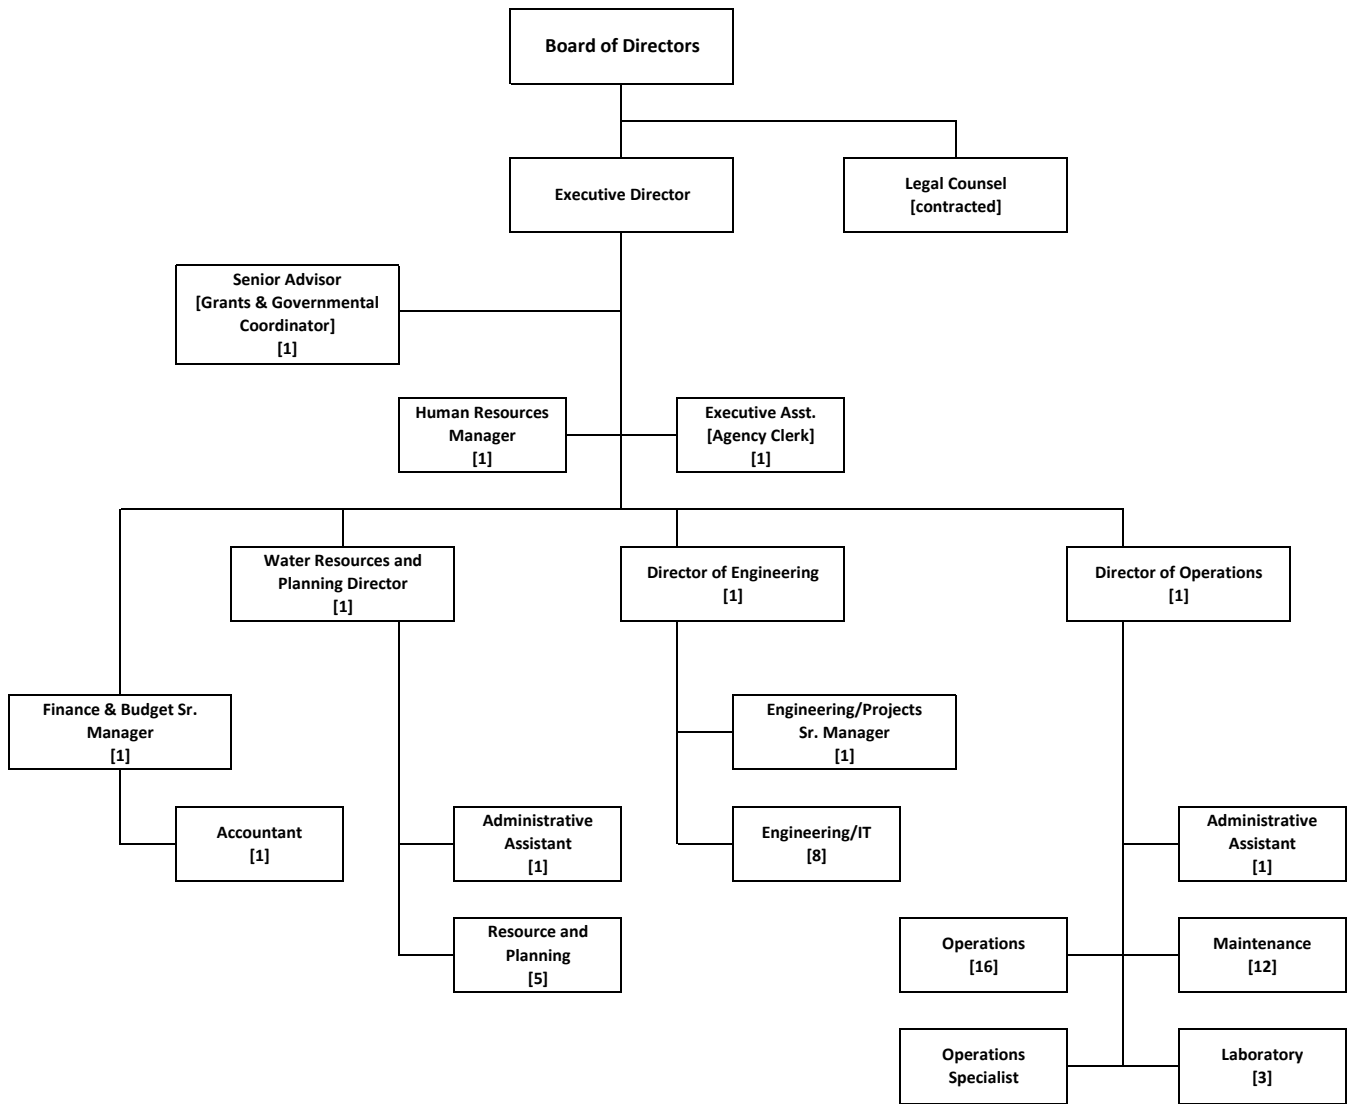 Board of Directors
Executive Director
Legal Counsel
[contracted]
Senior Advisor
[Grants & Governmental
Coordinator]
[1]
Human Resources
Manager
[1]
Executive Asst.
[Agency Clerk]
[1]
Water Resources and
Planning Director
[1]
Director of Engineering
[1]
Director of Operations
[1]
Finance & Budget Sr.
Manager
[1]
Engineering/Projects
Sr. Manager
[1]
Accountant
[1]
Administrative
Assistant
[1]
Engineering/IT
[8]
Administrative
Assistant
[1]
Resource and
Planning
[5]
Operations
[16]
Maintenance
[12]
Operations
Specialist
Laboratory
[3]